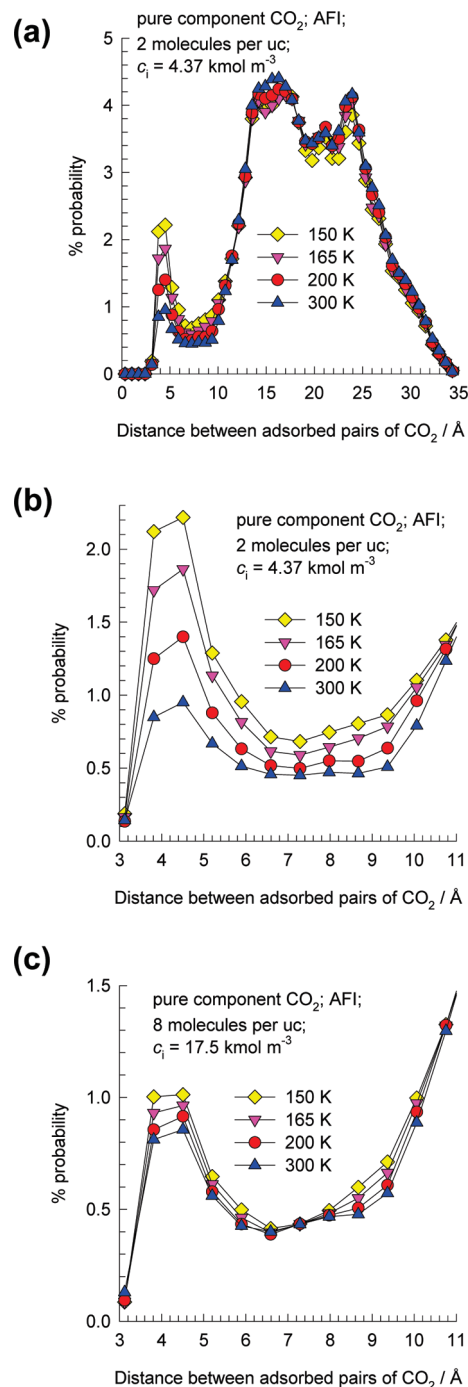 (a)
pure component CO₂; AFI;
2 molecules per uc;
cᵢ = 4.37 kmol m⁻³
% probability
5
4
3
2
1
0
150 K
165 K
200 K
300 K
0 5 10 15 20 25 30 35
Distance between adsorbed pairs of CO₂ / Å
(b)
pure component CO₂; AFI;
2 molecules per uc;
cᵢ = 4.37 kmol m⁻³
% probability
2.0
1.5
1.0
0.5
0.0
150 K
165 K
200 K
300 K
3 4 5 6 7 8 9 10 11
Distance between adsorbed pairs of CO₂ / Å
(c)
pure component CO₂; AFI;
8 molecules per uc;
cᵢ = 17.5 kmol m⁻³
% probability
1.5
1.0
0.5
0.0
150 K
165 K
200 K
300 K
3 4 5 6 7 8 9 10 11
Distance between adsorbed pairs of CO₂ / Å